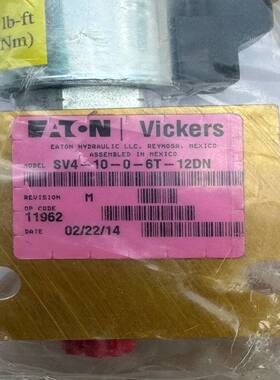 lb-ft
Nm)
EATON Vickers
EATON HYDRAULIC LLC. REYNOSA, MEXICO
ASSEMBLED IN MEXICO
MODEL SV4-10-0-6T-12DN
REVISION M
OP CODE
11962
DATE 02/22/14